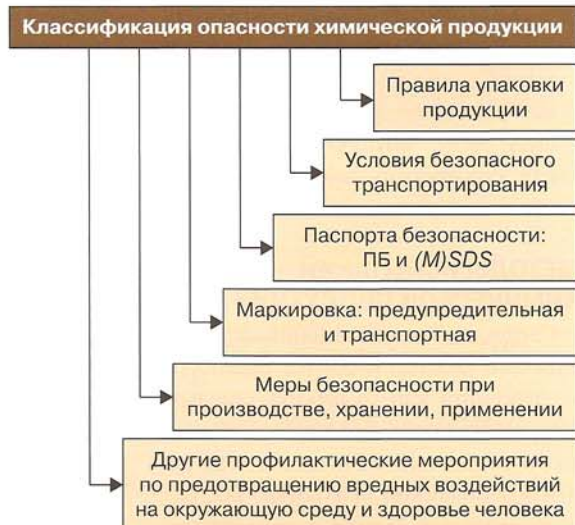 Классификация опасности химической продукции
Правила упаковки
продукции
Условия безопасного
транспортирования
Паспорта безопасности:
ПБ и (M)SDS
Маркировка: предупредительная
и транспортная
Меры безопасности при
производстве, хранении, применении
Другие профилактические мероприятия
по предотвращению вредных воздействий
на окружающую среду и здоровье человека